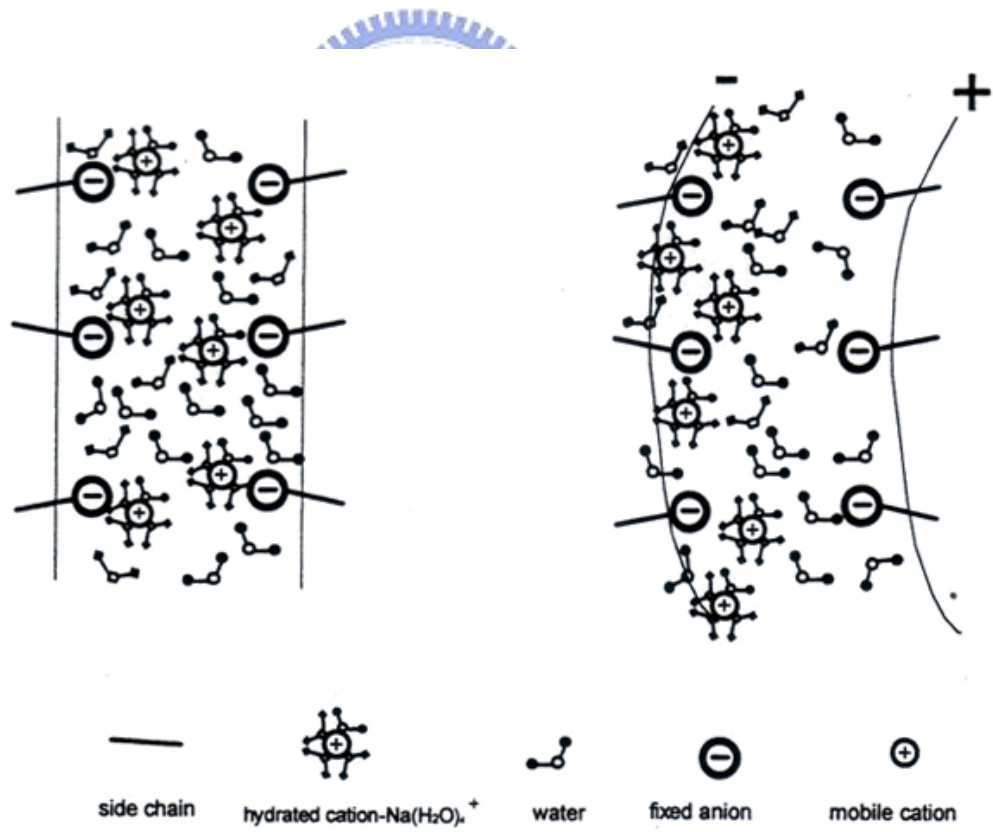 - +
side chain
hydrated cation-Na(H₂O)ₓ⁺
water
fixed anion
mobile cation